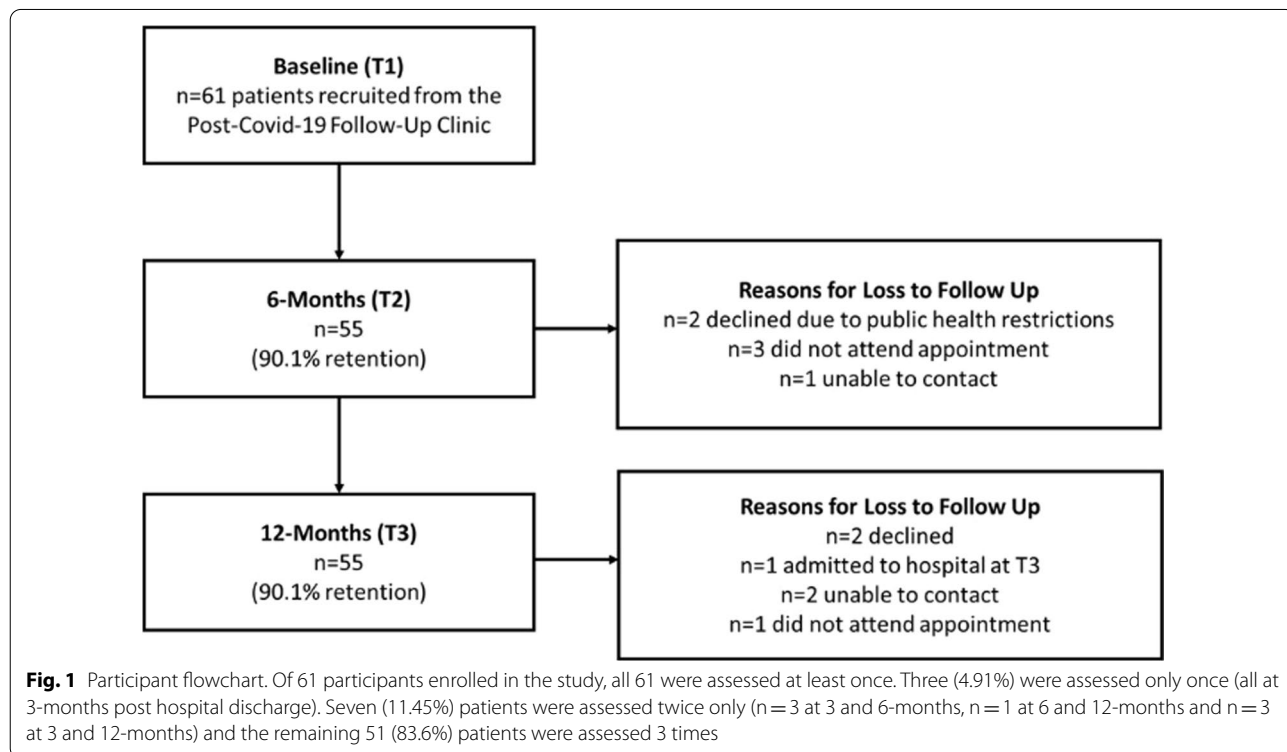 Baseline (T1)
n=61 patients recruited from the
Post-Covid-19 Follow-Up Clinic
6-Months (T2)
n=55
(90.1% retention)
Reasons for Loss to Follow Up
n=2 declined due to public health restrictions
n=3 did not attend appointment
n=1 unable to contact
12-Months (T3)
n=55
(90.1% retention)
Reasons for Loss to Follow Up
n=2 declined
n=1 admitted to hospital at T3
n=2 unable to contact
n=1 did not attend appointment
Fig. 1 Participant flowchart. Of 61 participants enrolled in the study, all 61 were assessed at least once. Three (4.91%) were assessed only once (all at
3-months post hospital discharge). Seven (11.45%) patients were assessed twice only (n = 3 at 3 and 6-months, n = 1 at 6 and 12-months and n = 3
at 3 and 12-months) and the remaining 51 (83.6%) patients were assessed 3 times